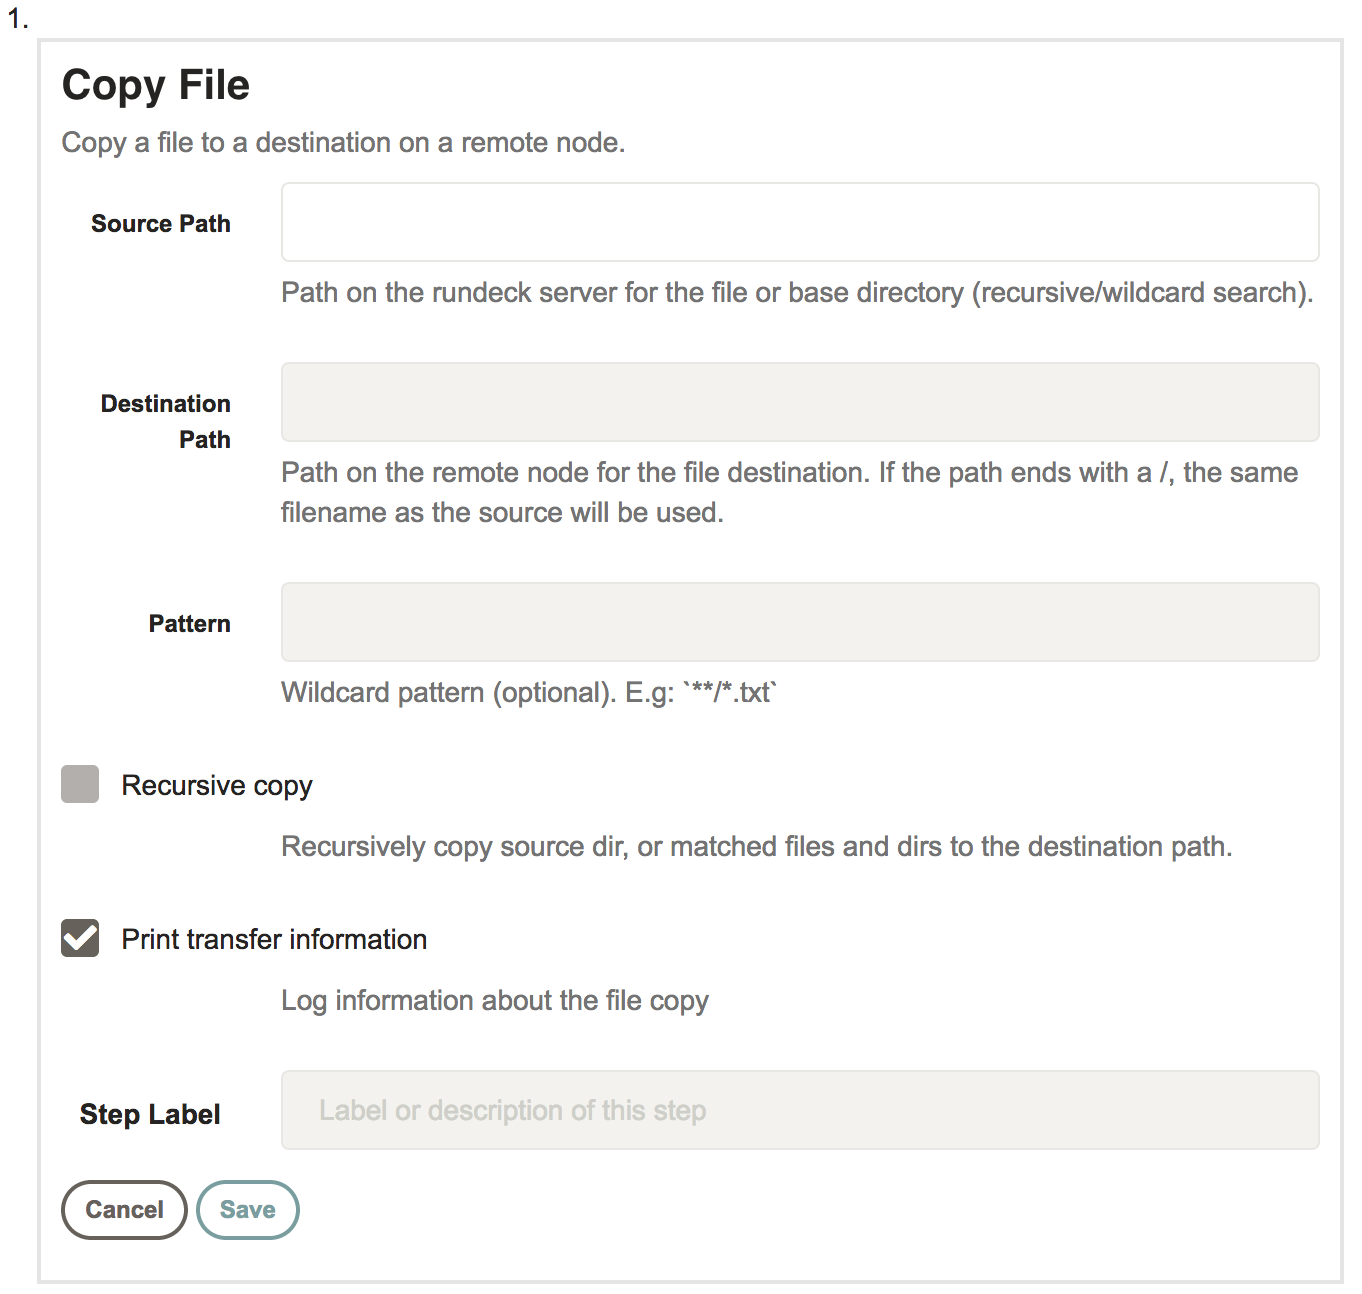 1.
Copy File
Copy a file to a destination on a remote node.
Source Path
Path on the rundeck server for the file or base directory (recursive/wildcard search).
Destination
Path
Path on the remote node for the file destination. If the path ends with a /, the same
filename as the source will be used.
Pattern
Wildcard pattern (optional). E.g: `**/*.txt`
Recursive copy
Recursively copy source dir, or matched files and dirs to the destination path.
Print transfer information
Log information about the file copy
Step Label
Label or description of this step
Cancel
Save